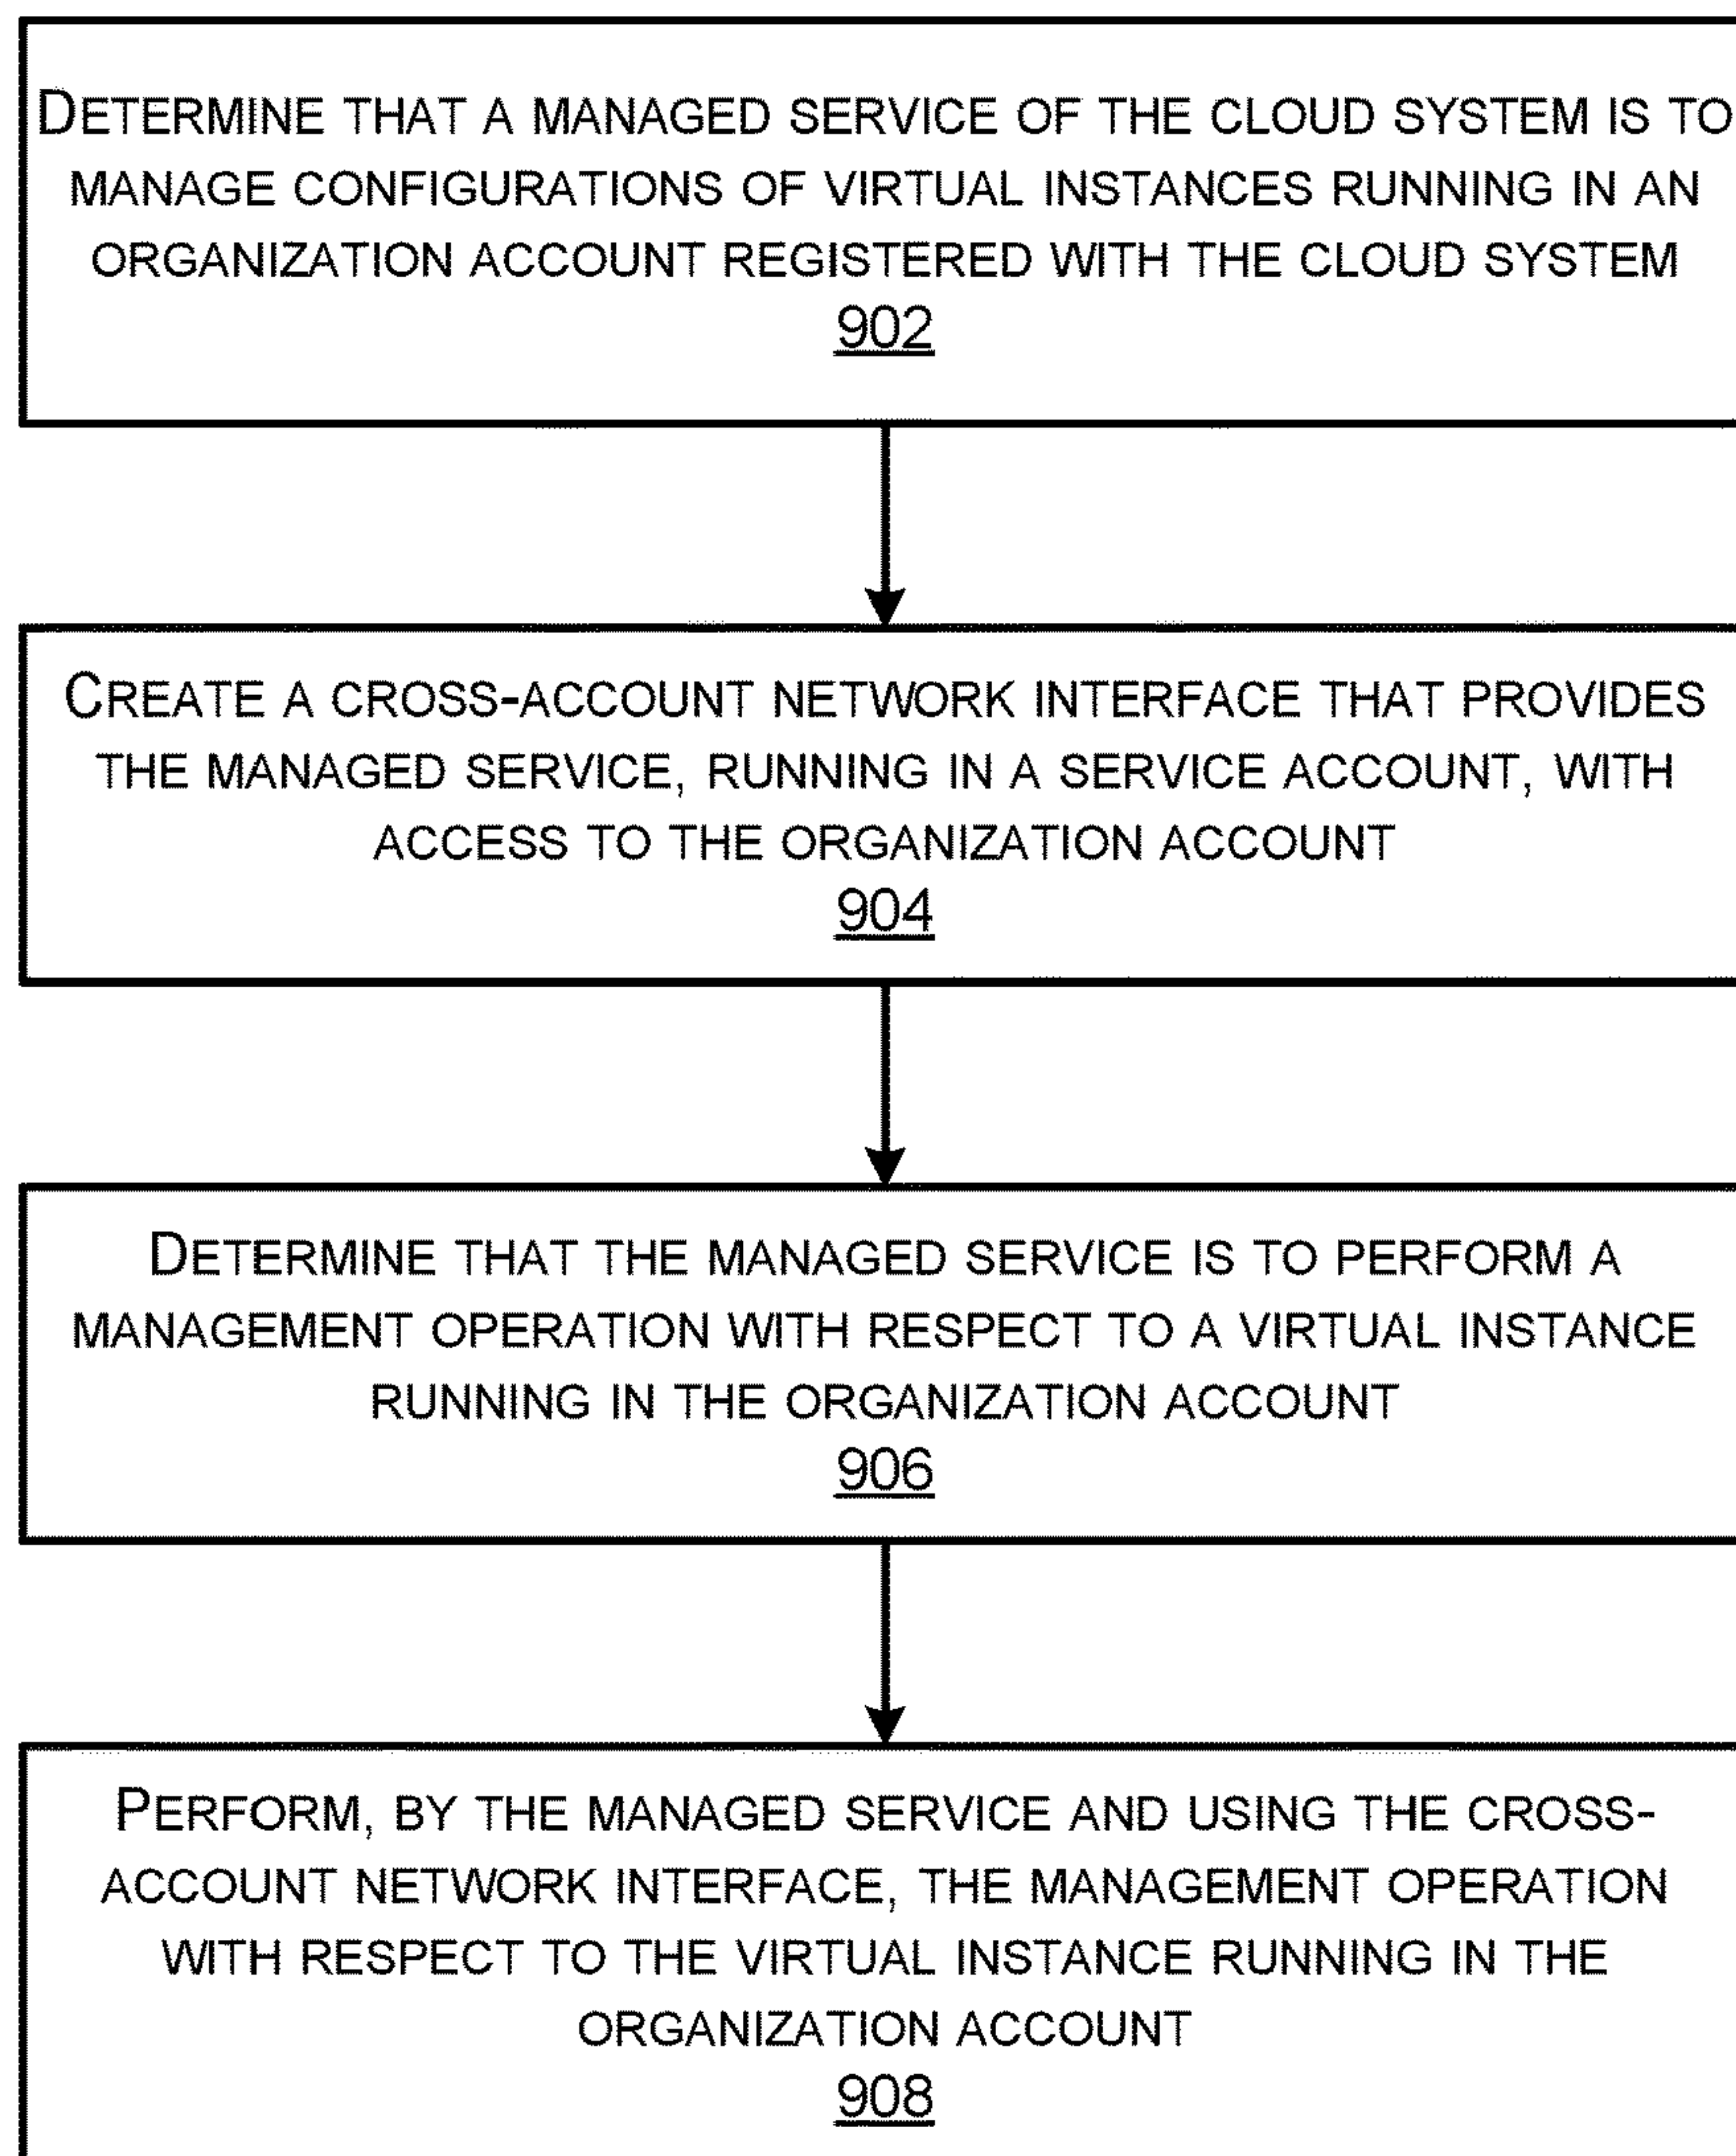 DETERMINE THAT A MANAGED SERVICE OF THE CLOUD SYSTEM IS TO
MANAGE CONFIGURATIONS OF VIRTUAL INSTANCES RUNNING IN AN
ORGANIZATION ACCOUNT REGISTERED WITH THE CLOUD SYSTEM
902
CREATE A CROSS-ACCOUNT NETWORK INTERFACE THAT PROVIDES
THE MANAGED SERVICE, RUNNING IN A SERVICE ACCOUNT, WITH
ACCESS TO THE ORGANIZATION ACCOUNT
904
DETERMINE THAT THE MANAGED SERVICE IS TO PERFORM A
MANAGEMENT OPERATION WITH RESPECT TO A VIRTUAL INSTANCE
RUNNING IN THE ORGANIZATION ACCOUNT
906
PERFORM, BY THE MANAGED SERVICE AND USING THE CROSS-
ACCOUNT NETWORK INTERFACE, THE MANAGEMENT OPERATION
WITH RESPECT TO THE VIRTUAL INSTANCE RUNNING IN THE
ORGANIZATION ACCOUNT
908